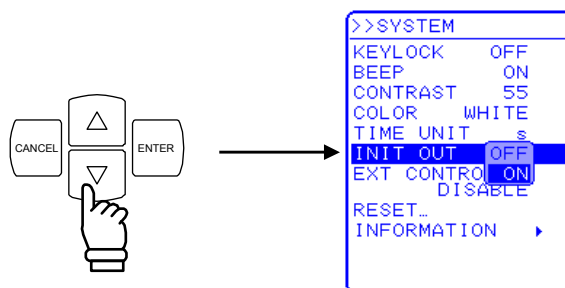 CANCEL
ENTER
>>SYSTEM
KEYLOCK OFF
BEEP ON
CONTRAST 55
COLOR WHITE
TIME UNIT s
INIT OUT OFF
EXT CONTRO ON
DISABLE
RESET…
INFORMATION